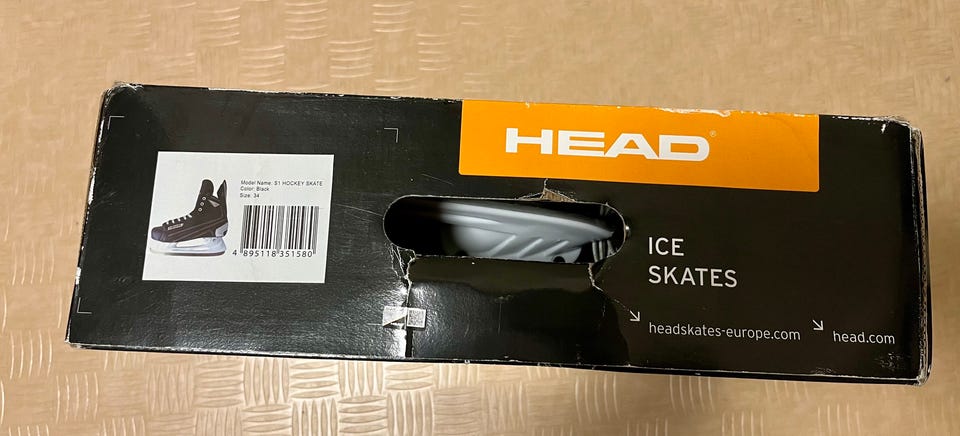 HEAD®
Model Name: S1 HOCKEY SKATE
Color: Black
Size: 34
4 895118 351580
ICE
SKATES
headskates-europe.com
head.com